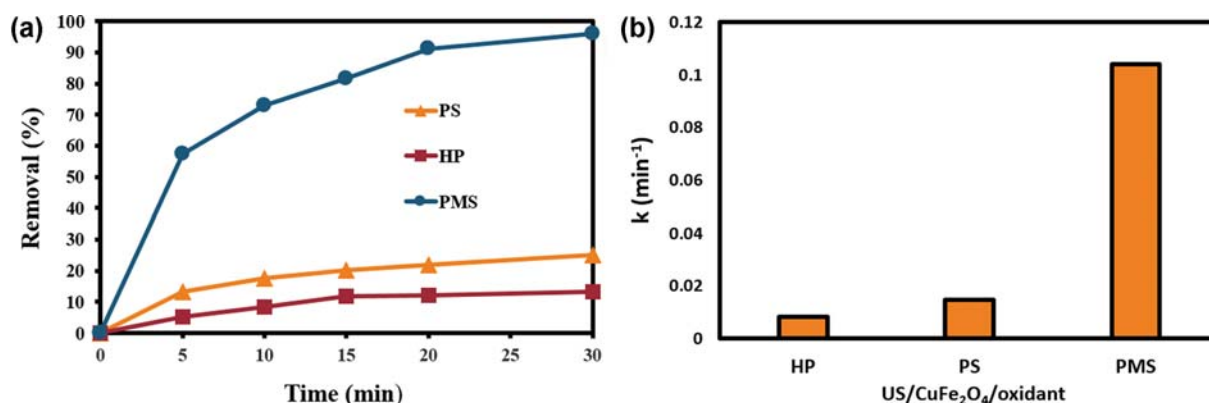 (a)
100
90
80
70
60
50
40
30
20
10
0
Removal (%)
PS
HP
PMS
0 5 10 15 20 25 30
Time (min)
(b)
0.12
0.1
0.08
0.06
0.04
0.02
0
k (min⁻¹)
HP PS PMS
US/CuFe₂O₄/oxidant